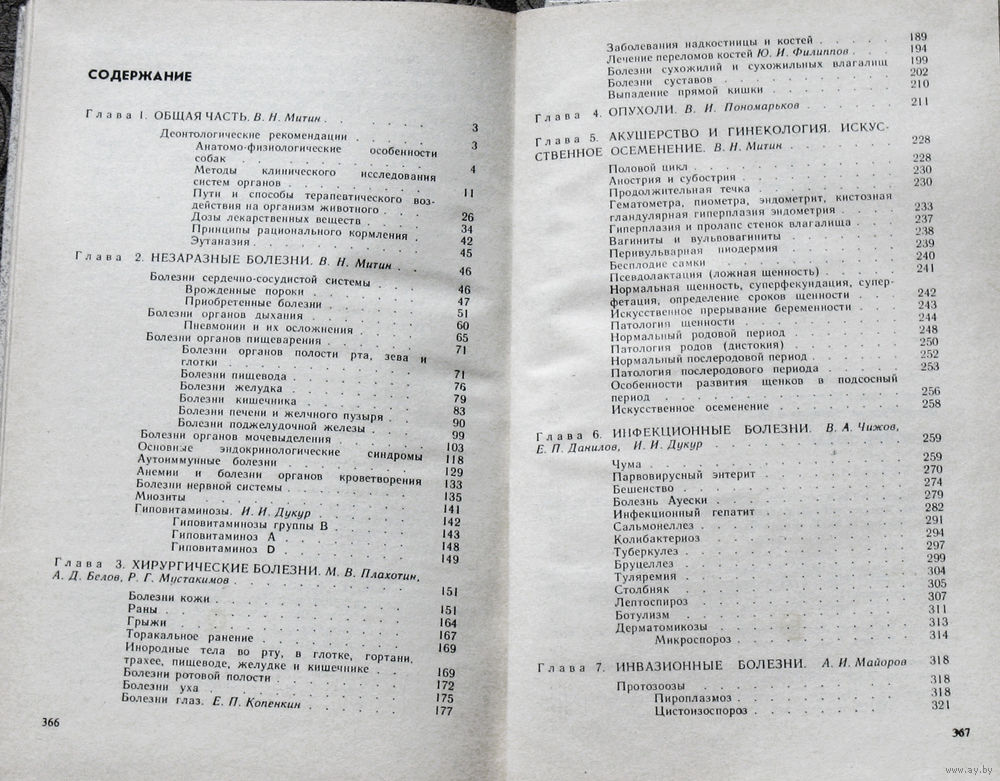 СОДЕРЖАНИЕ
Глава 1. ОБЩАЯ ЧАСТЬ. В. Н. Митин . . . . . 3
Деонтологические рекомендации . . . . . 3
Анатомо-физиологические особенности
собак . . . . . 4
Методы клинического исследования
систем органов . . . . . 11
Пути и способы терапевтического воз-
действия на организм животного . . . . . 26
Дозы лекарственных веществ . . . . . 34
Принципы рационального кормления . . . . . 42
Эутаназия . . . . . 45
Глава 2. НЕЗАРАЗНЫЕ БОЛЕЗНИ. В. Н. Митин . . . 46
Болезни сердечно-сосудистой системы . . . . . 46
Врожденные пороки . . . . . 47
Приобретенные болезни . . . . . 51
Болезни органов дыхания . . . . . 60
Пневмонии и их осложнения . . . . . 65
Болезни органов пищеварения . . . . . 71
Болезни органов полости рта, зева и
глотки . . . . . 71
Болезни пищевода . . . . . 76
Болезни желудка . . . . . 79
Болезни кишечника . . . . . 83
Болезни печени и желчного пузыря . . . . . 90
Болезни поджелудочной железы . . . . . 99
Болезни органов мочевыделения . . . . . 103
Основные эндокринологические синдромы 118
Аутоиммунные болезни . . . . . 129
Анемии и болезни органов кроветворения 133
Болезни нервной системы . . . . . 135
Миозиты . . . . . 141
Гиповитаминозы. И. И. Дукур . . . . . 142
Гиповитаминозы группы В . . . . . 143
Гиповитаминоз А . . . . . 148
Гиповитаминоз D . . . . . 149
Глава 3. ХИРУРГИЧЕСКИЕ БОЛЕЗНИ. М. В. Плахотин,
А. Д. Белов, Р. Г. Мустакимов . . . . . 151
Болезни кожи . . . . . 151
Раны . . . . . 164
Грыжи . . . . . 167
Торакальное ранение . . . . . 169
Инородные тела во рту, в глотке, гортани,
трахее, пищеводе, желудке и кишечнике . . . 169
Болезни ротовой полости . . . . . 172
Болезни уха . . . . . 175
Болезни глаз. Е. П. Копенкин . . . . . 177
366
Заболевания надкостницы и костей . . . . . 189
Лечение переломов костей Ю. И. Филиппов . . . 194
Болезни сухожилий и сухожильных влагалищ 199
Болезни суставов . . . . . 202
Выпадение прямой кишки . . . . . 210
Глава 4. ОПУХОЛИ. В. И. Пономарьков . . . . . 211
Глава 5. АКУШЕРСТВО И ГИНЕКОЛОГИЯ. ИСКУС-
СТВЕННОЕ ОСЕМЕНЕНИЕ. В. Н. Митин . . . . . 228
Половой цикл . . . . . 228
Анострия и субострия . . . . . 230
Продолжительная течка . . . . . 230
Гематометра, пиометра, эндометрит, кистозная
гландулярная гиперплазия эндометрия . . . . . 233
Гиперплазия и пролапс стенок влагалища . . . 237
Вагиниты и вульвовагиниты . . . . . 238
Перивульварная пиодермия . . . . . 239
Бесплодие самки . . . . . 240
Псевдолактация (ложная щенность) . . . . . 241
Нормальная щенность, суперфекундация, супер-
фетация, определение сроков щенности . . . . . 242
Искусственное прерывание беременности . . . 243
Патология щенности . . . . . 244
Нормальный родовой период . . . . . 248
Патология родов (дистокия) . . . . . 250
Нормальный послеродовой период . . . . . 252
Патология послеродового периода . . . . . 253
Особенности развития щенков в подсосный
период . . . . . 256
Искусственное осеменение . . . . . 258
Глава 6. ИНФЕКЦИОННЫЕ БОЛЕЗНИ. В. А. Чижов,
Е. П. Данилов, И. И. Дукур . . . . . 259
Чума . . . . . 259
Парвовирусный энтерит . . . . . 270
Бешенство . . . . . 274
Болезнь Ауески . . . . . 279
Инфекционный гепатит . . . . . 282
Сальмонеллез . . . . . 291
Колибактериоз . . . . . 294
Туберкулез . . . . . 297
Бруцеллез . . . . . 299
Туляремия . . . . . 304
Столбняк . . . . . 305
Лептоспироз . . . . . 307
Ботулизм . . . . . 311
Дерматомикозы . . . . . 313
Микроспороз . . . . . 314
Глава 7. ИНВАЗИОННЫЕ БОЛЕЗНИ. А. И. Майоров 318
Протозоозы . . . . . 318
Пироплазмоз . . . . . 318
Цистоизоспороз . . . . . 321
367
www.ay.by